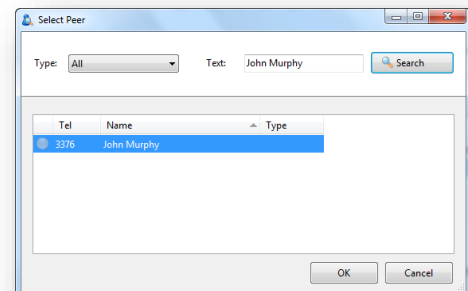 Select Peer
Type: All Text: John Murphy Search
Tel Name Type
3376 John Murphy
OK Cancel